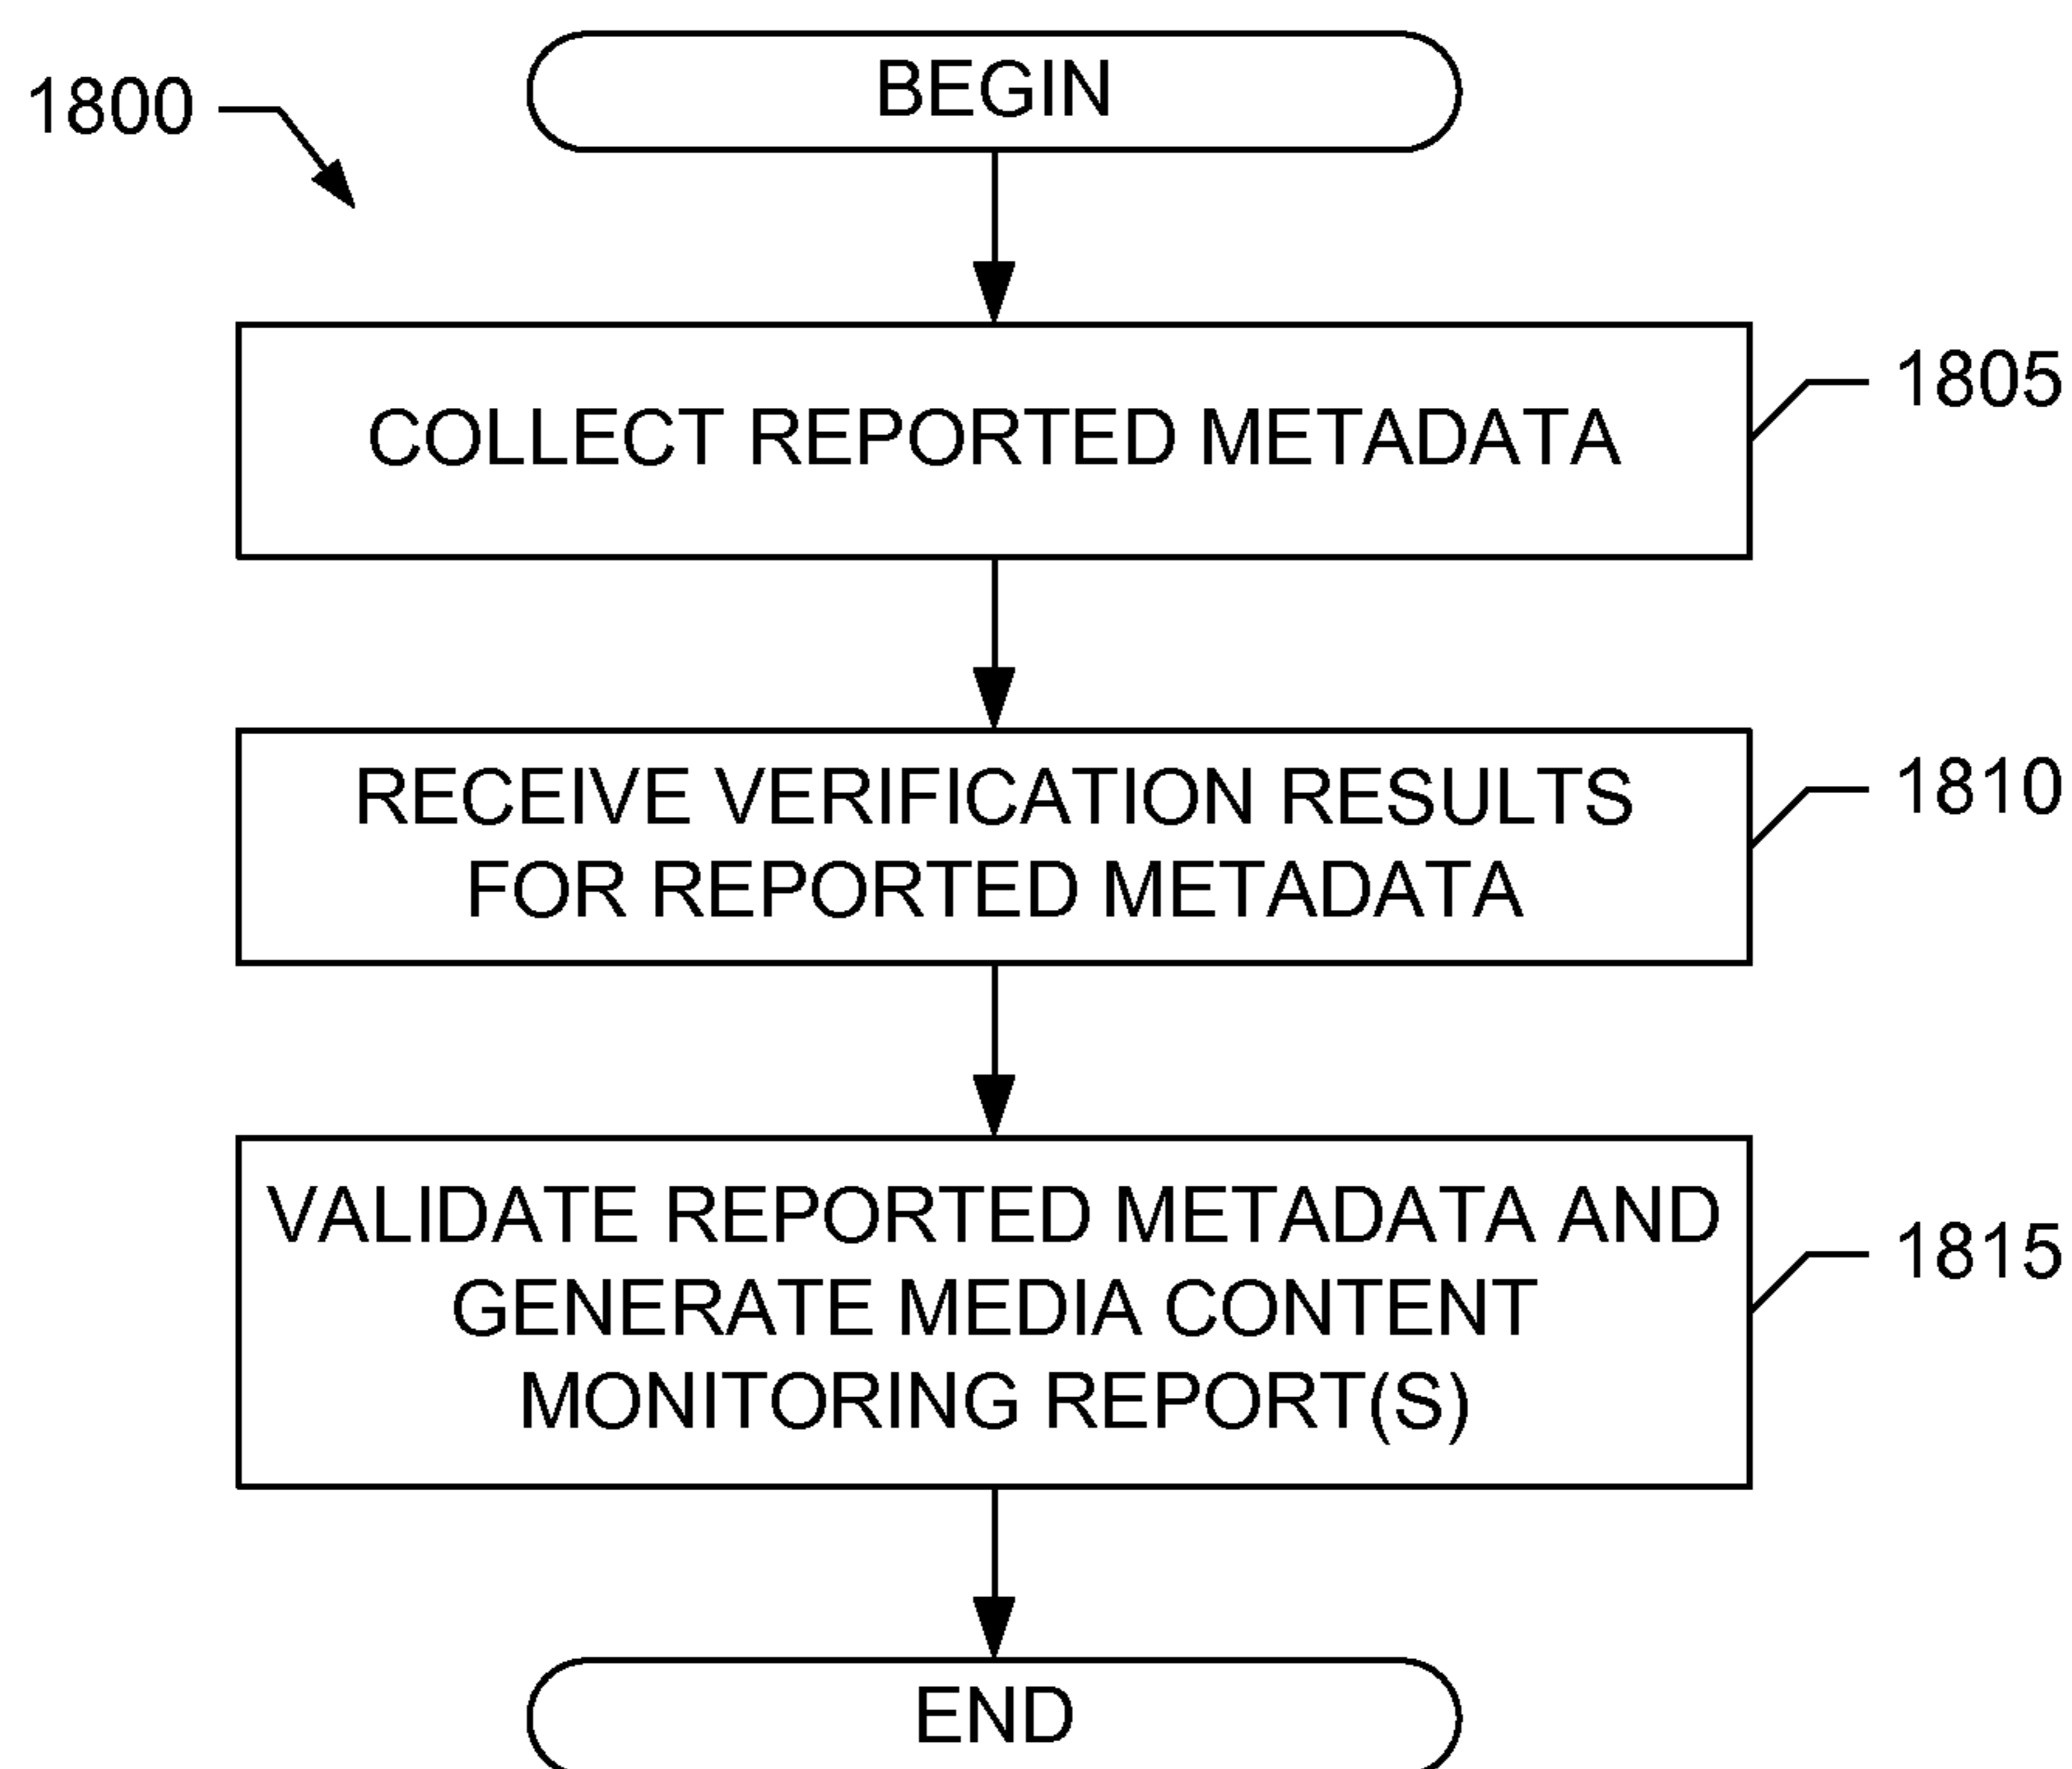 1800
BEGIN
COLLECT REPORTED METADATA
1805
RECEIVE VERIFICATION RESULTS
FOR REPORTED METADATA
1810
VALIDATE REPORTED METADATA AND
GENERATE MEDIA CONTENT
MONITORING REPORT(S)
1815
END